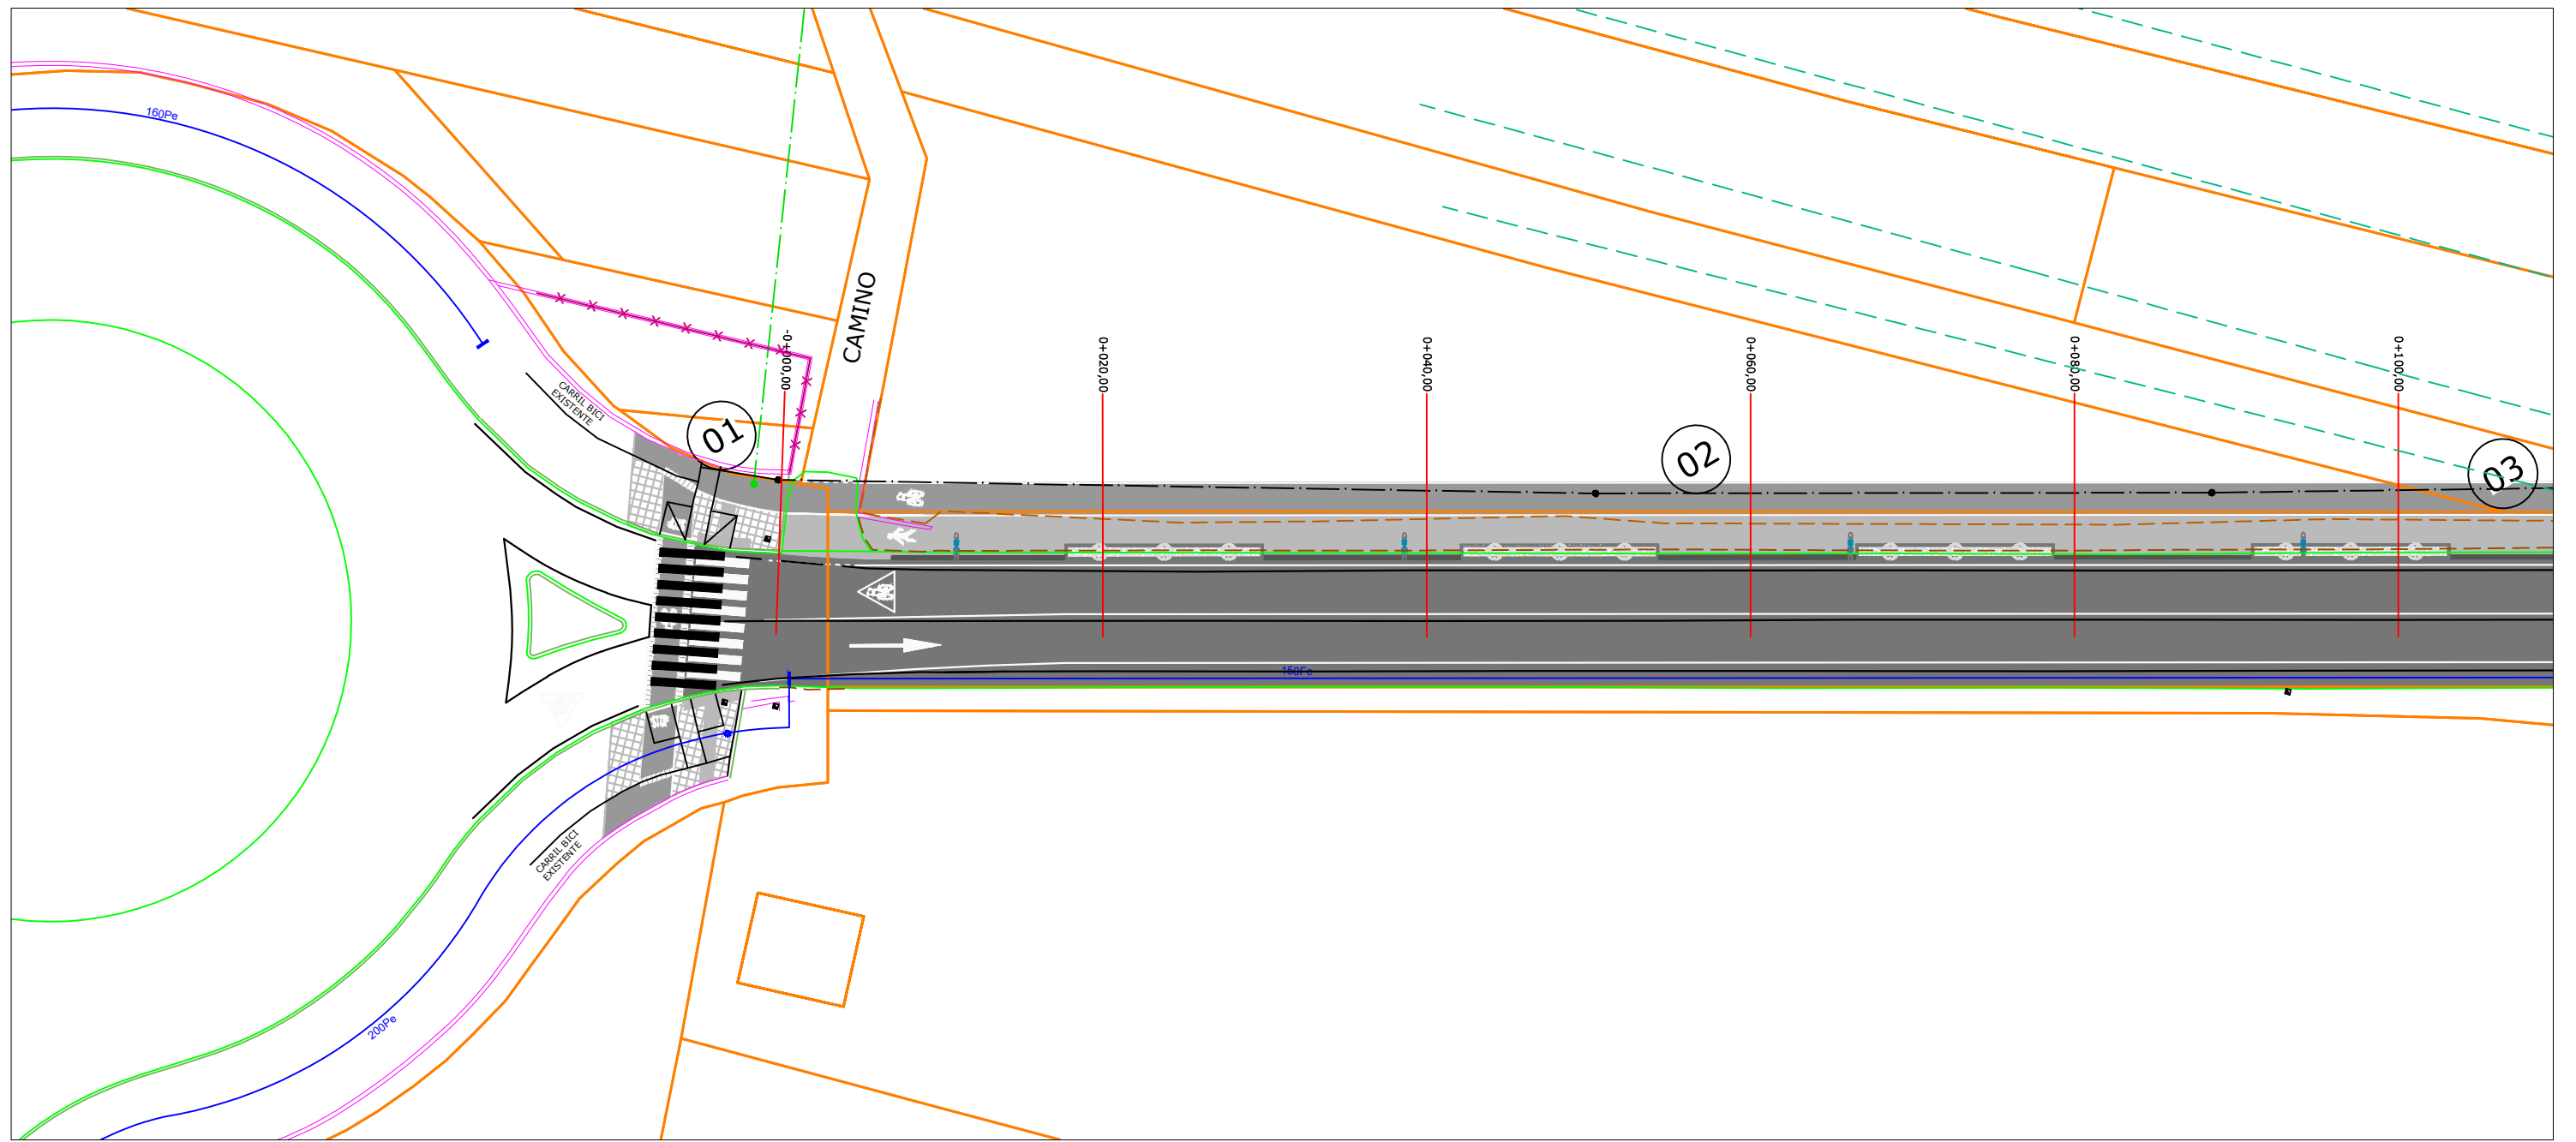 160Pe
CAMINO
-0+000,00
0+020,00
0+040,00
0+060,00
0+080,00
0+100,00
CARRIL BICI
EXISTENTE
01
02
03
150Fc
CARRIL BICI
EXISTENTE
200Pe